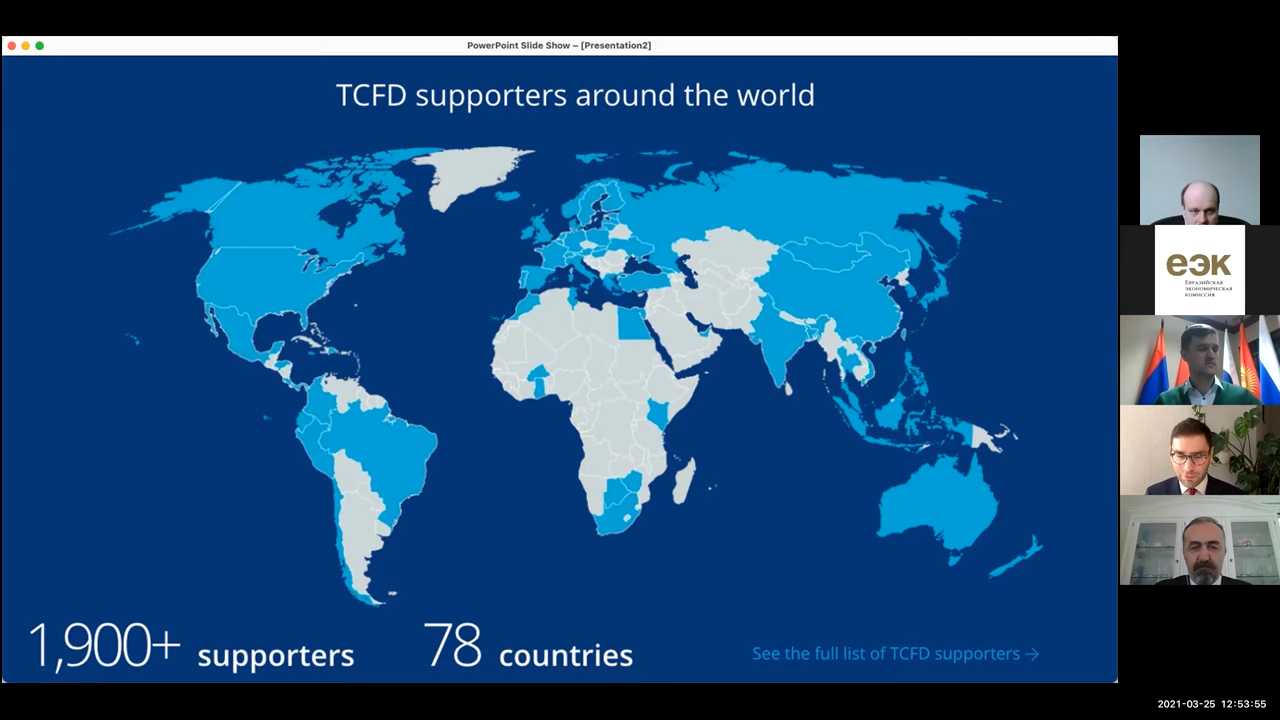 PowerPoint Slide Show – [Presentation2]
TCFD supporters around the world
1,900+ supporters
78 countries
See the full list of TCFD supporters →
еэк
ЕВРАЗИЙСКАЯ
ЭКОНОМИЧЕСКАЯ
КОМИССИЯ
2021-03-25 12:53:55